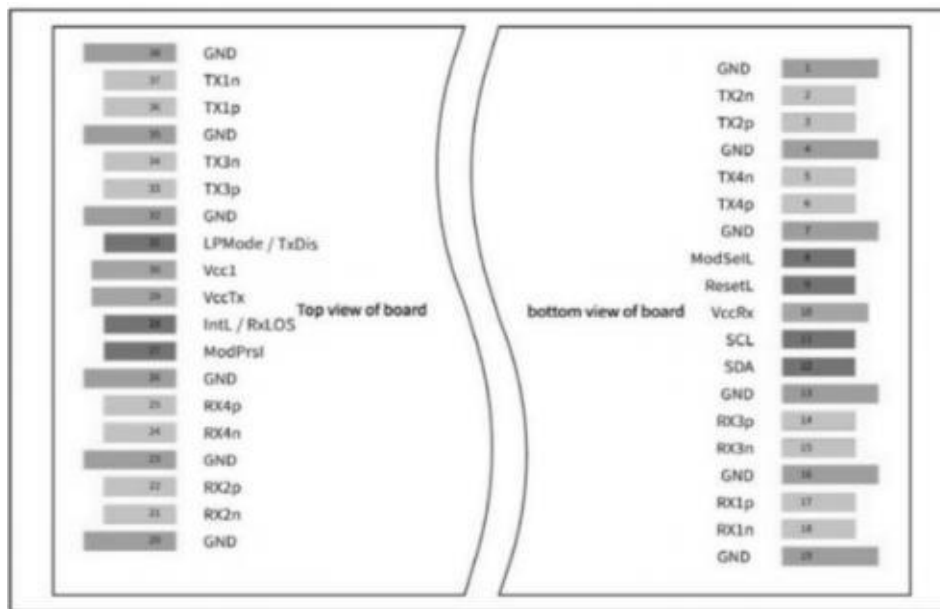 38 GND
37 TX1n
36 TX1p
35 GND
34 TX3n
33 TX3p
32 GND
31 LPMode / TxDis
30 Vcc1
29 VccTx
28 IntL / RxLOS
27 ModPrsl
26 GND
25 RX4p
24 RX4n
23 GND
22 RX2p
21 RX2n
20 GND
Top view of board
bottom view of board
GND 1
TX2n 2
TX2p 3
GND 4
TX4n 5
TX4p 6
GND 7
ModSelL 8
ResetL 9
VccRx 10
SCL 11
SDA 12
GND 13
RX3p 14
RX3n 15
GND 16
RX1p 17
RX1n 18
GND 19